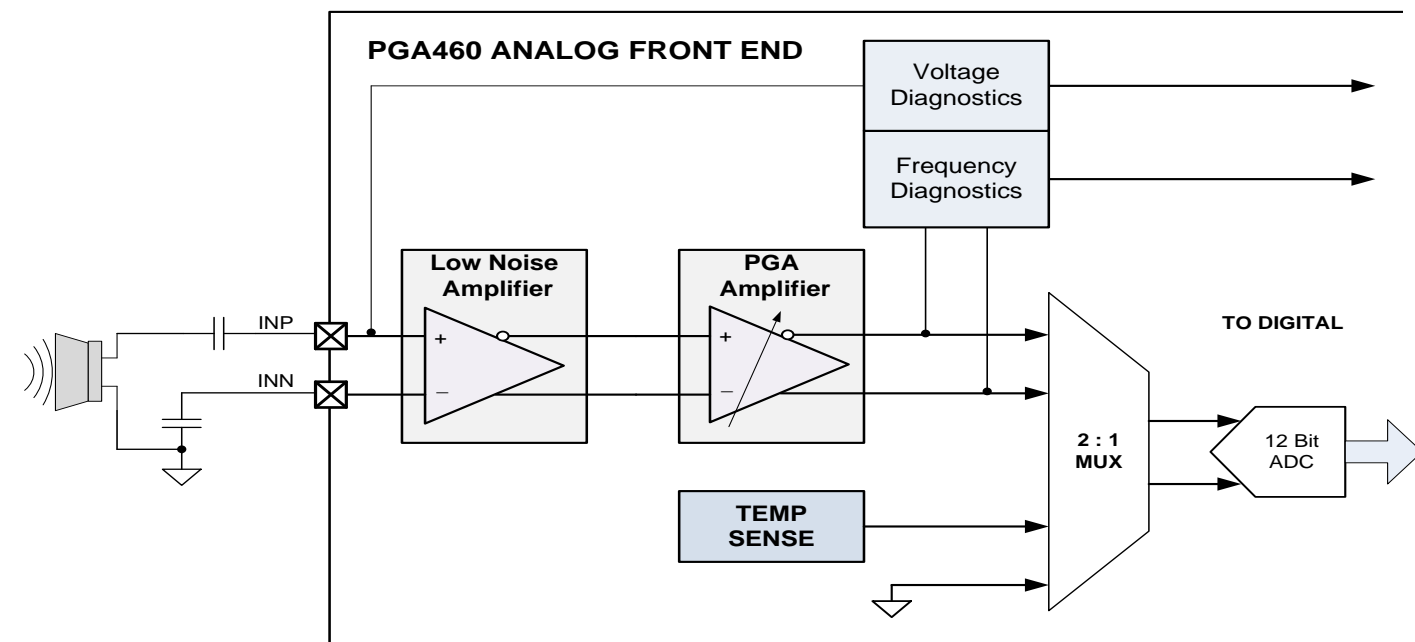 PGA460 ANALOG FRONT END
Voltage
Diagnostics
Frequency
Diagnostics
Low Noise
Amplifier
PGA
Amplifier
INP
INN
+
−
+
−
TO DIGITAL
2 : 1
MUX
12 Bit
ADC
TEMP
SENSE